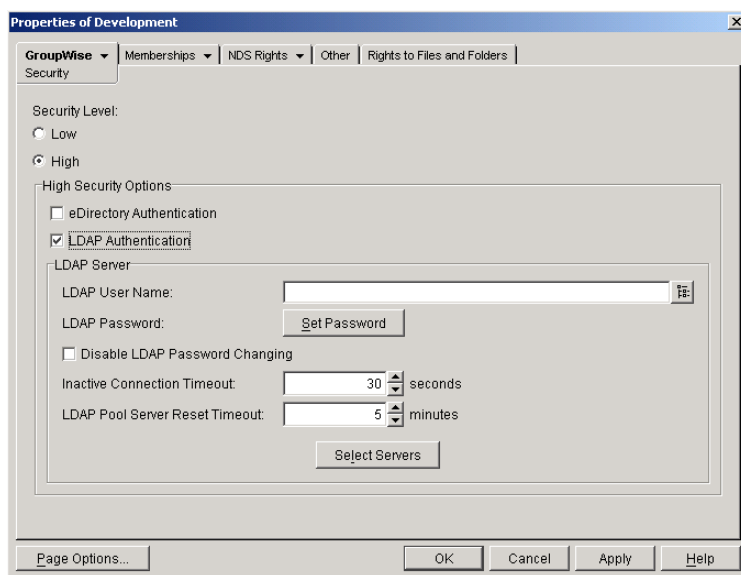 Properties of Development
GroupWise Memberships NDS Rights Other Rights to Files and Folders
Security
Security Level:
Low
High
High Security Options
eDirectory Authentication
LDAP Authentication
LDAP Server
LDAP User Name:
LDAP Password: Set Password
Disable LDAP Password Changing
Inactive Connection Timeout: 30 seconds
LDAP Pool Server Reset Timeout: 5 minutes
Select Servers
Page Options... OK Cancel Apply Help